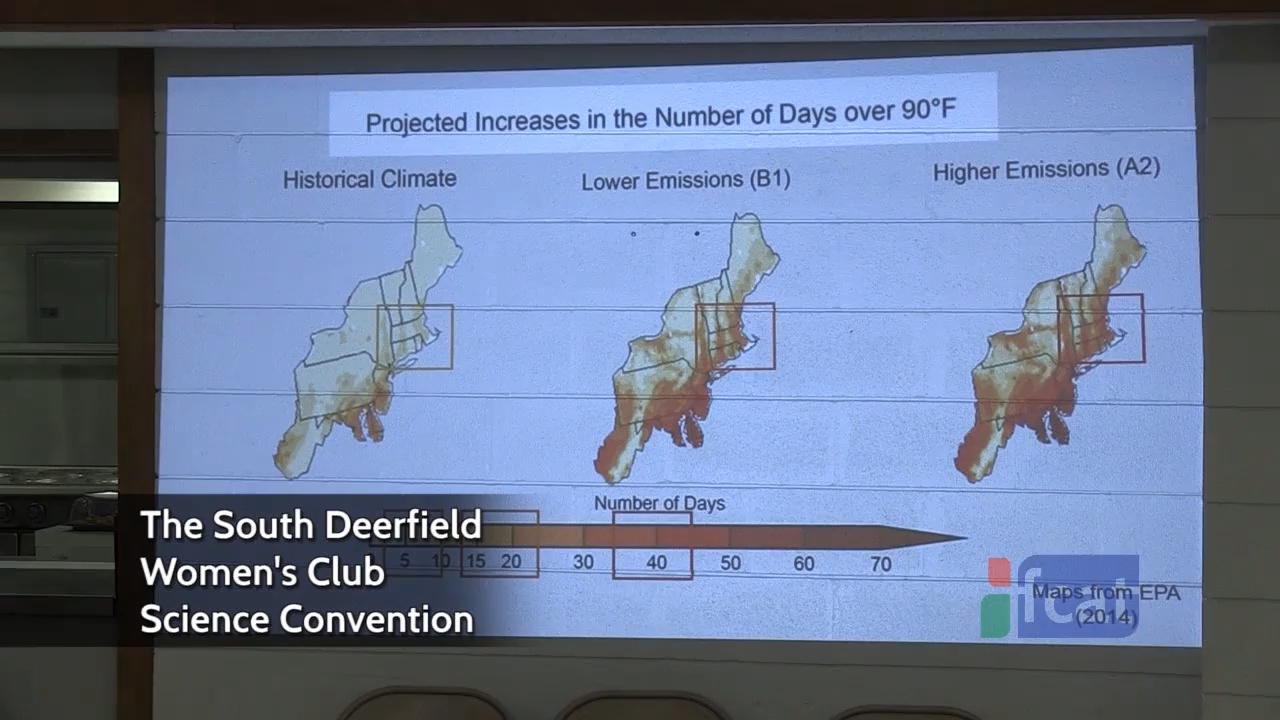 Projected Increases in the Number of Days over 90°F
Historical Climate
Lower Emissions (B1)
Higher Emissions (A2)
Number of Days
5 10 15 20 30 40 50 60 70
Maps from EPA
(2014)
The South Deerfield
Women's Club
Science Convention
fcat